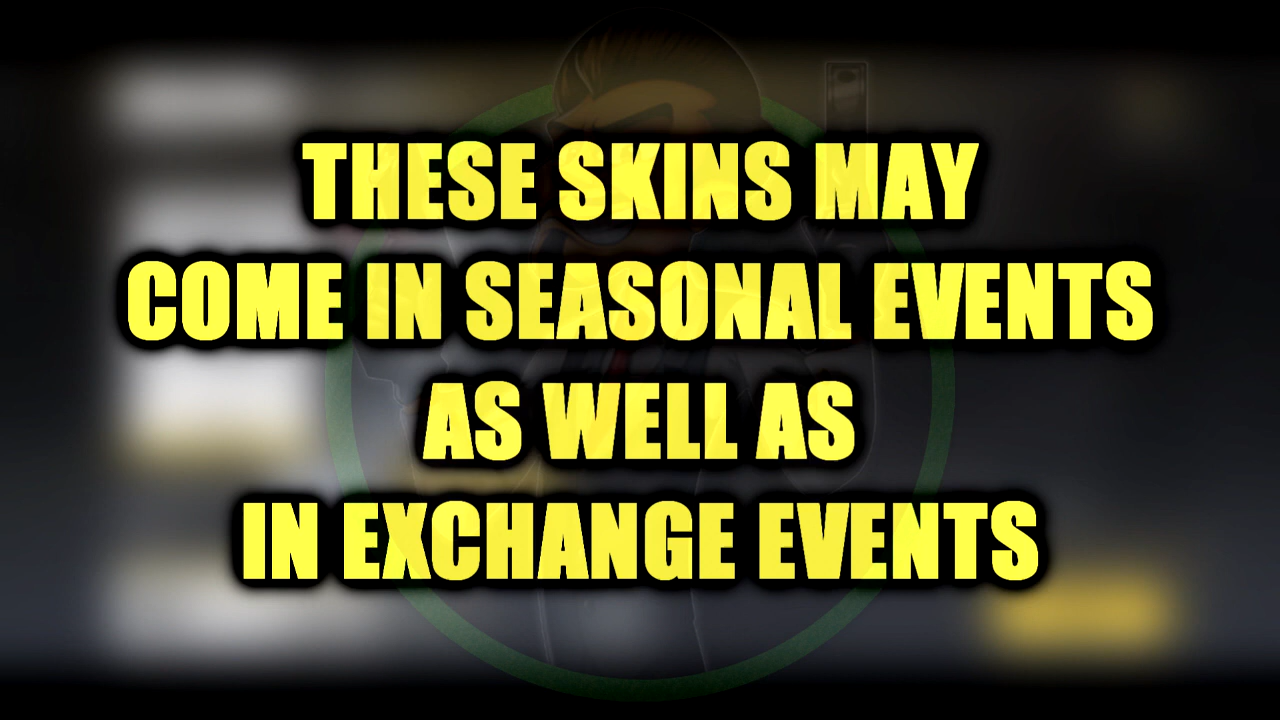 THESE SKINS MAY
COME IN SEASONAL EVENTS
AS WELL AS
IN EXCHANGE EVENTS